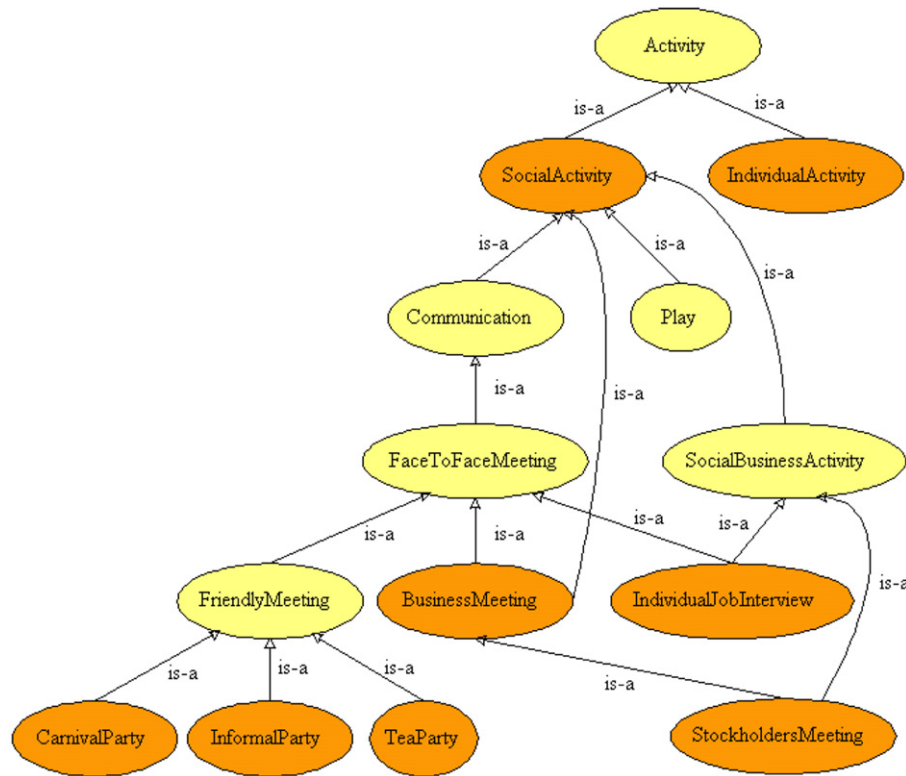 Activity
is-a
is-a
SocialActivity
IndividualActivity
is-a
is-a
is-a
Communication
Play
is-a
is-a
FaceToFaceMeeting
SocialBusinessActivity
is-a
is-a
is-a
is-a
is-a
FriendlyMeeting
BusinessMeeting
IndividualJobInterview
is-a
is-a
is-a
is-a
CarnivalParty
InformalParty
TeaParty
StockholdersMeeting